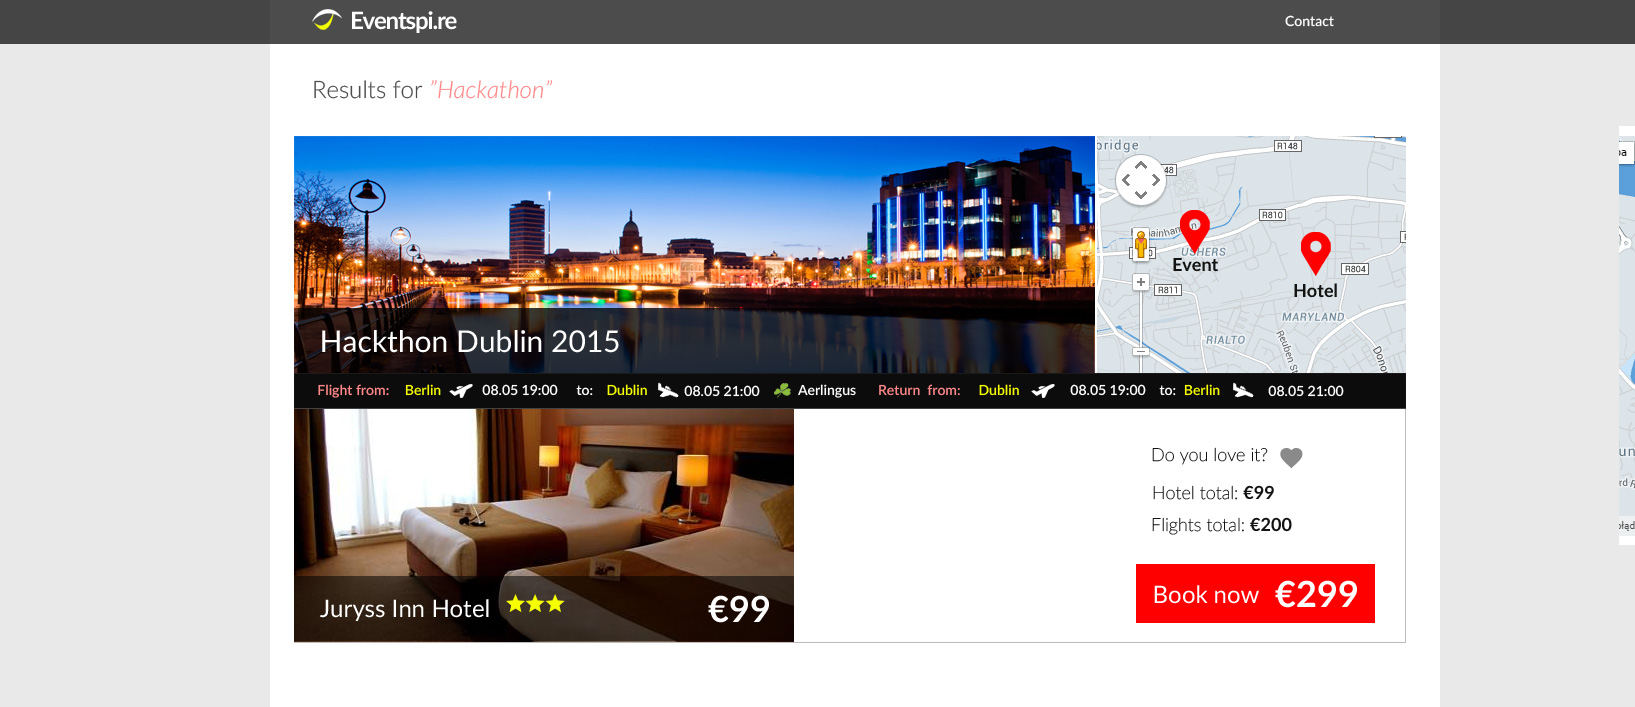 Eventspi.re
Contact
Results for "Hackathon"
Hackthon Dublin 2015
bridge
R148
48
R810
USHERS
Event
R811
Hotel
R804
MARYLAND
RIALTO
Reuben St
Flight from: Berlin 08.05 19:00 to: Dublin 08.05 21:00 Aerlingus Return from: Dublin 08.05 19:00 to: Berlin 08.05 21:00
Do you love it?
Hotel total: €99
Flights total: €200
Book now €299
Juryss Inn Hotel
€99